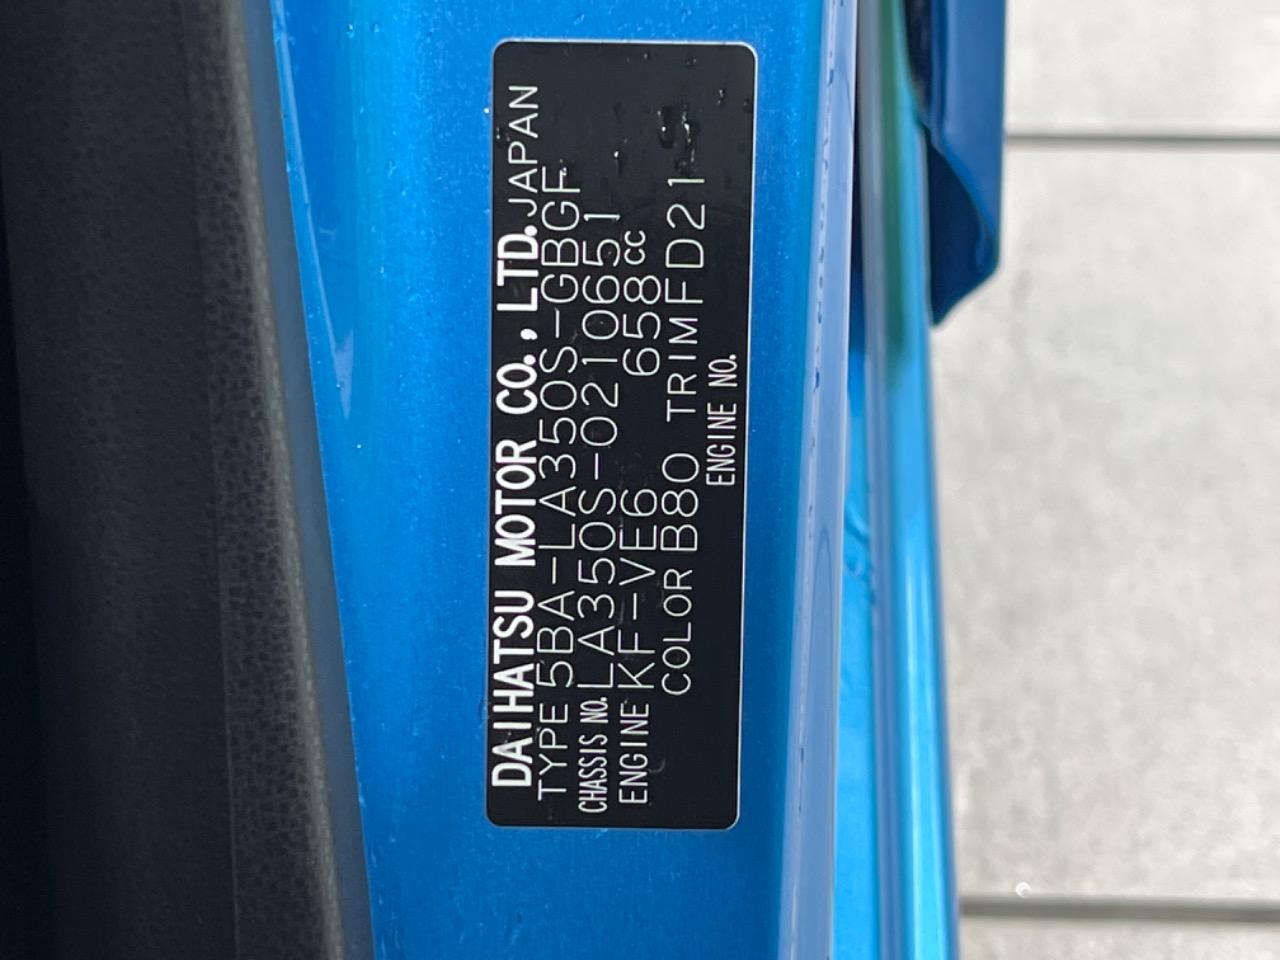 DAIHATSU MOTOR CO., LTD. JAPAN
TYPE 5BA-LA350S-GBGF
CHASSIS NO. LA350S-0210651
ENGINE KF-VE6 658cc
COLOR B80 TRIM FD21
ENGINE NO.